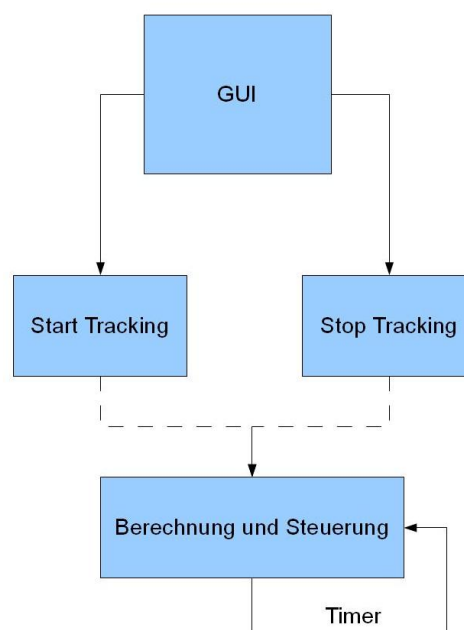 GUI
Start Tracking
Stop Tracking
Berechnung und Steuerung
Timer